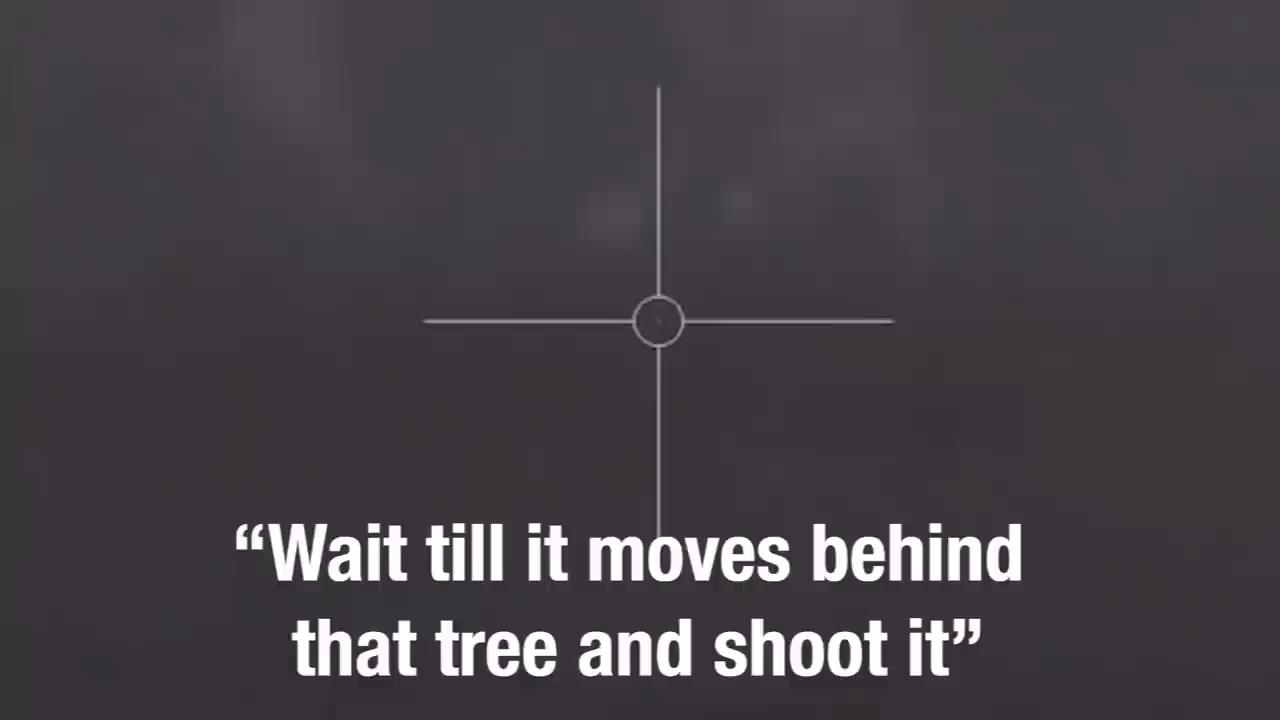 “Wait till it moves behind
that tree and shoot it”